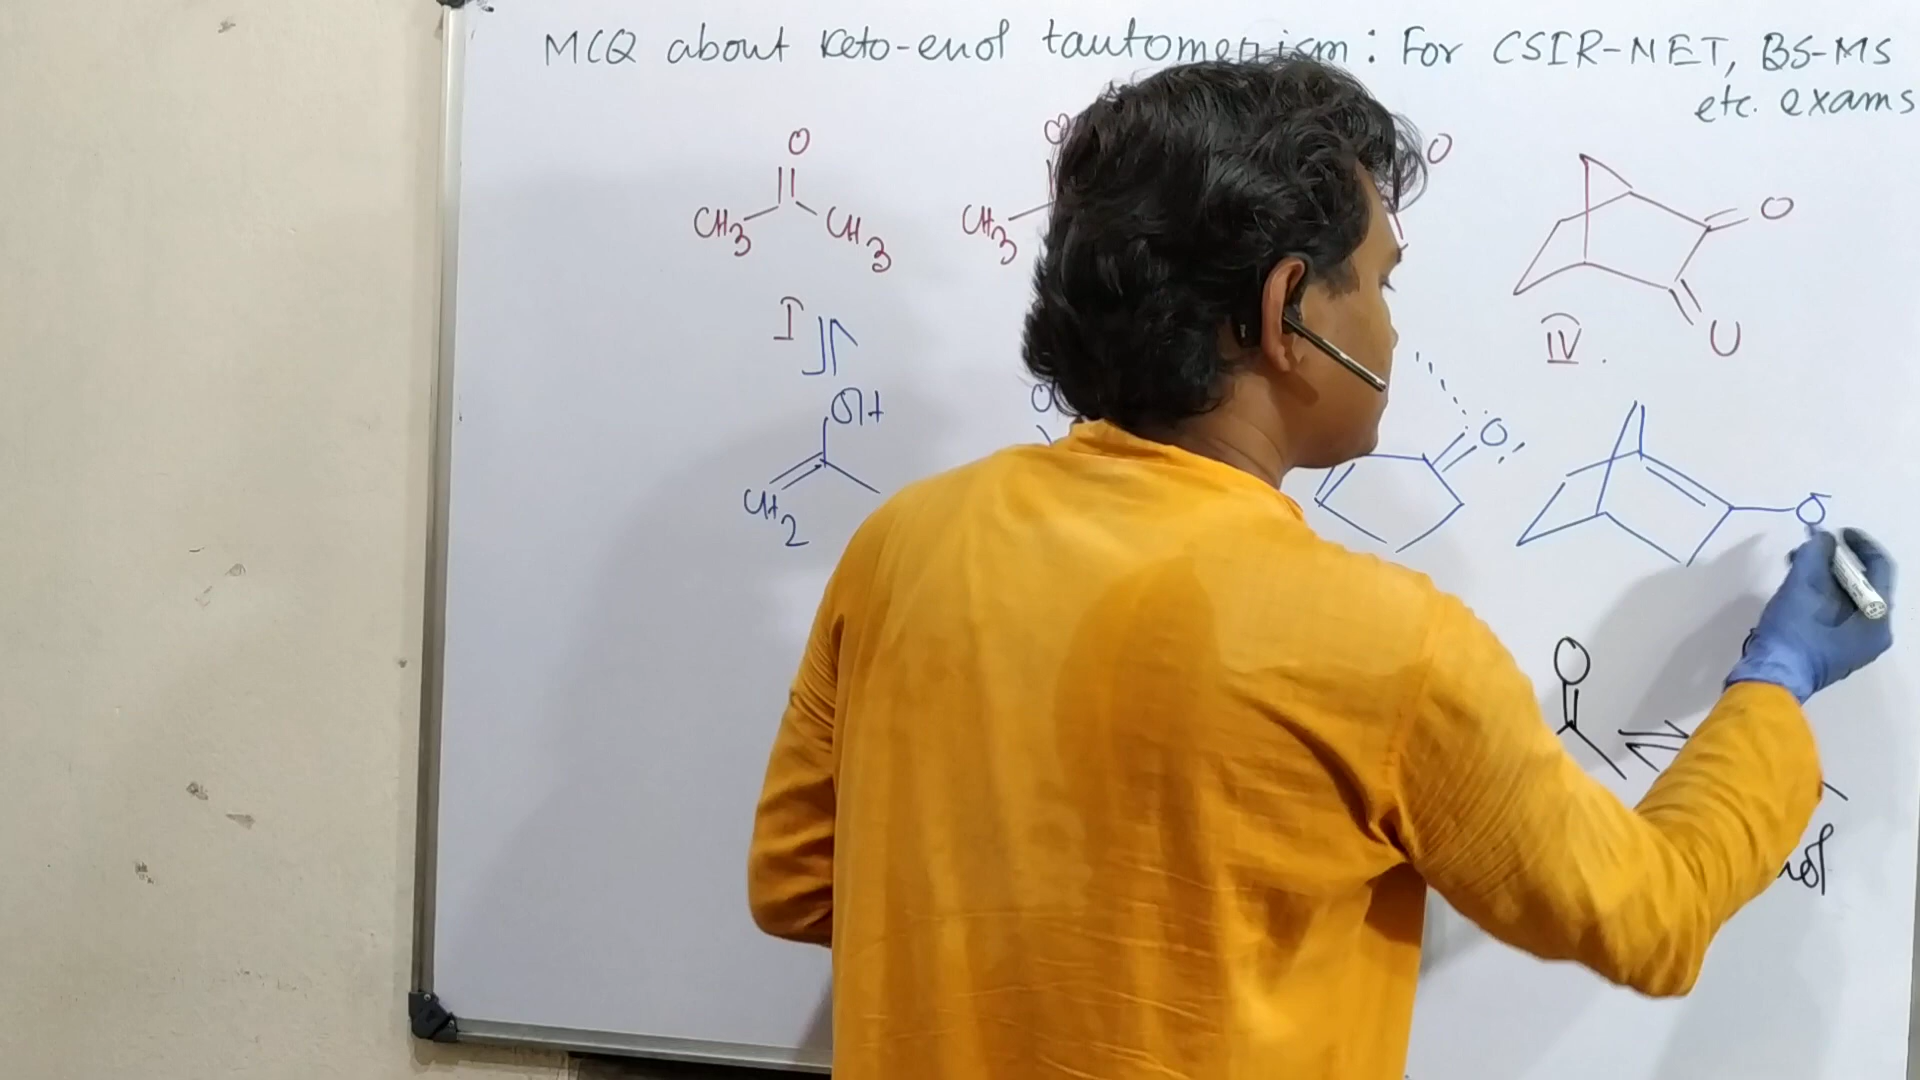 MCQ about Keto-enol tautomerism : For CSIR-NET, BS-MS
etc. exams
O
CH3
CH3
CH3
O
O
U
I
IV .
OH
CH2
O
O
O